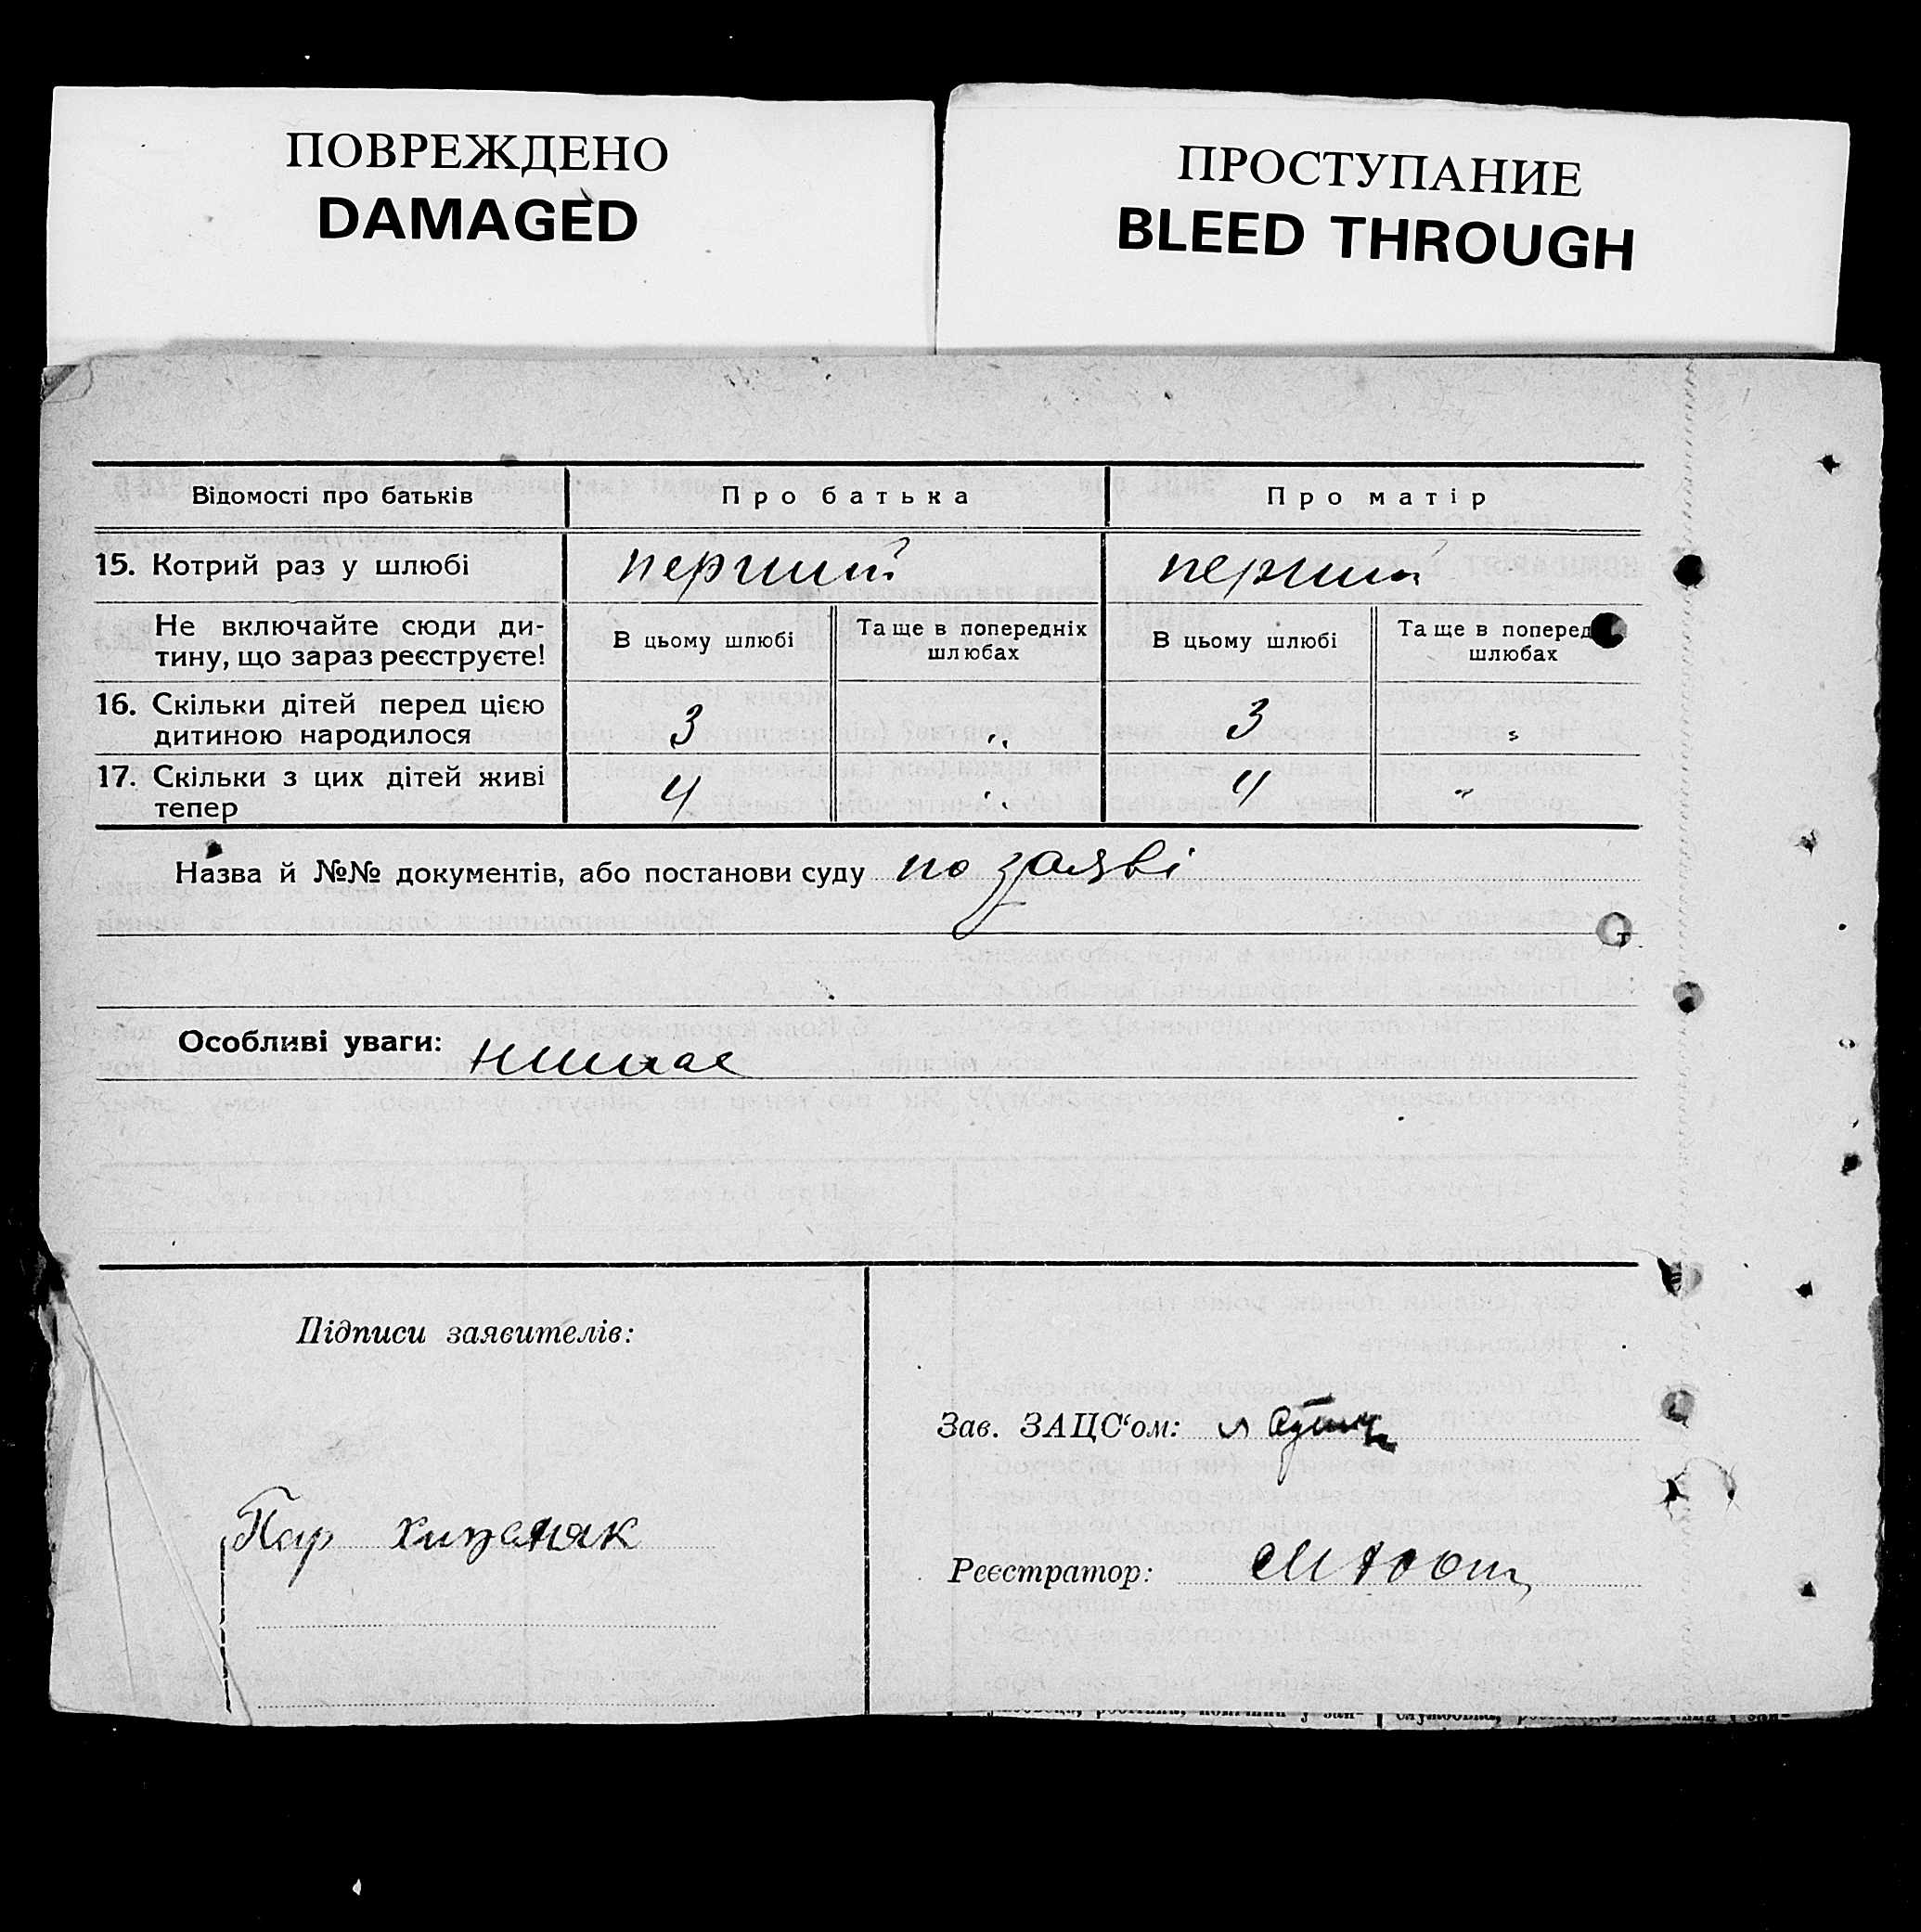 ПОВРЕЖДЕНО
DAMAGED
ПРОСТУПАНИЕ
BLEED THROUGH
Відомості про батьків Про батька Про матір
15. Котрий раз у шлюбі перший перший
Не включайте сюди ди-
тину, що зараз реєструєте!
В цьому шлюбі
Та ще в попередніх
шлюбах
В цьому шлюбі
Та ще в поперед
шлюбах
16. Скільки дітей перед цією
дитиною народилося 3 " 3 "
17. Скільки з цих дітей живі
тепер 4 " 4 "
Назва й №№ документів, або постанови суду по заяві
Особливі уваги: немає
Підписи заявителів:
Зав. ЗАЦС‘ом:
Реєстратор: